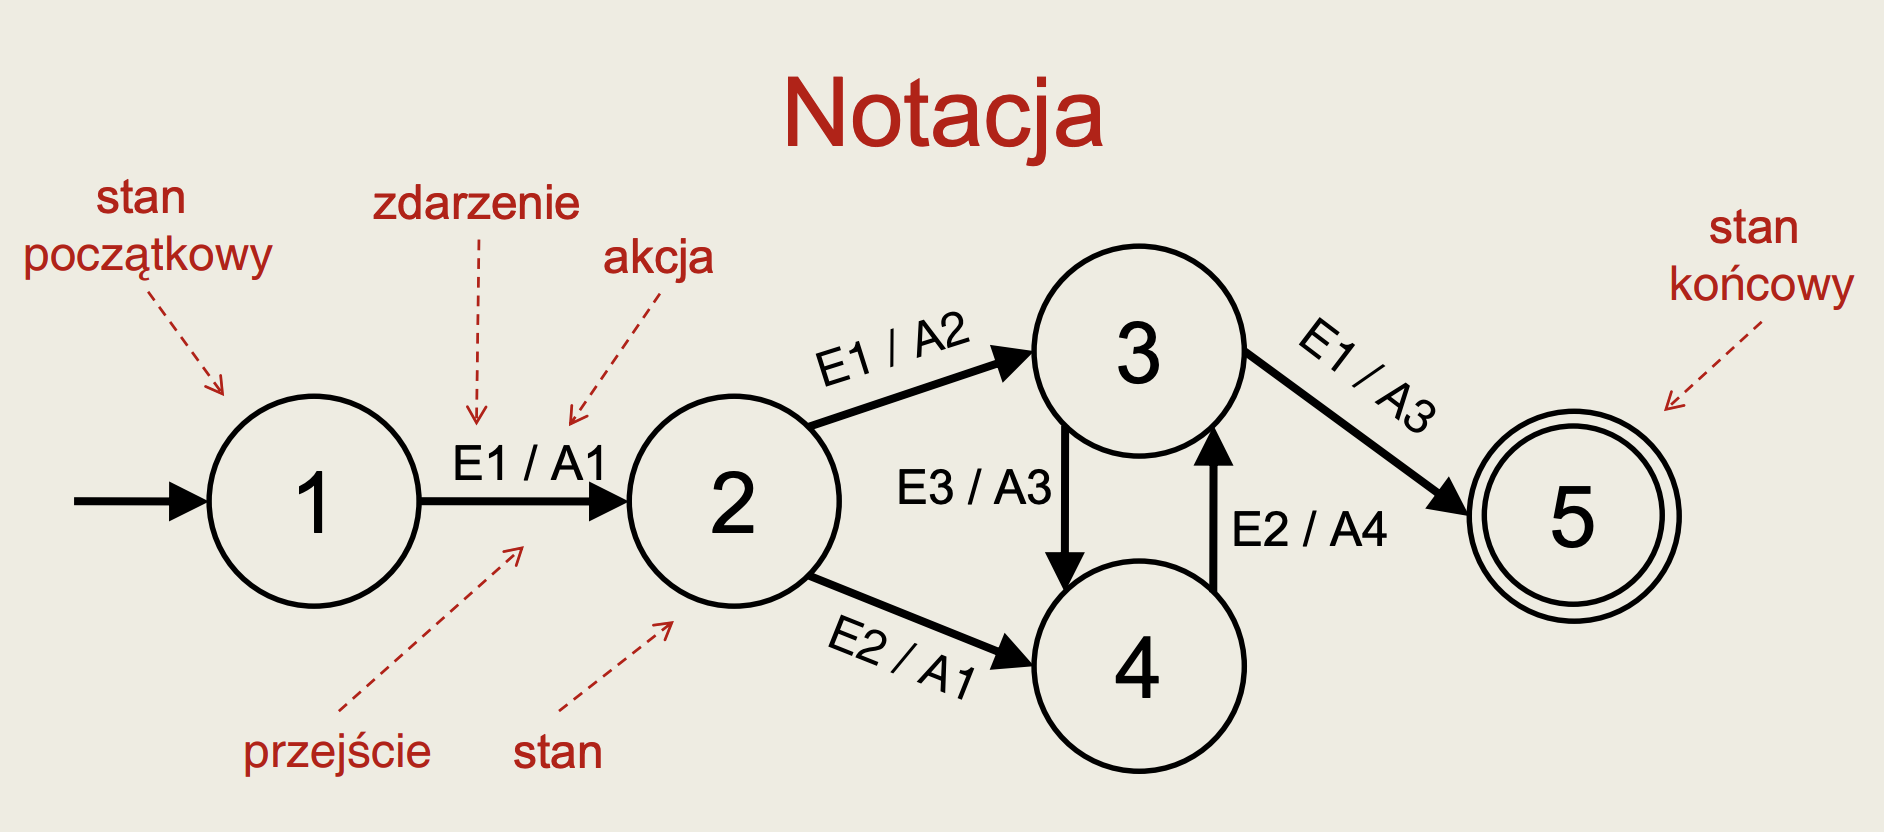 Notacja
stan
początkowy
zdarzenie
akcja
stan
końcowy
E1 / A1
E1 / A2
E1 / A3
E3 / A3
E2 / A4
E2 / A1
1
2
3
4
5
przejście
stan